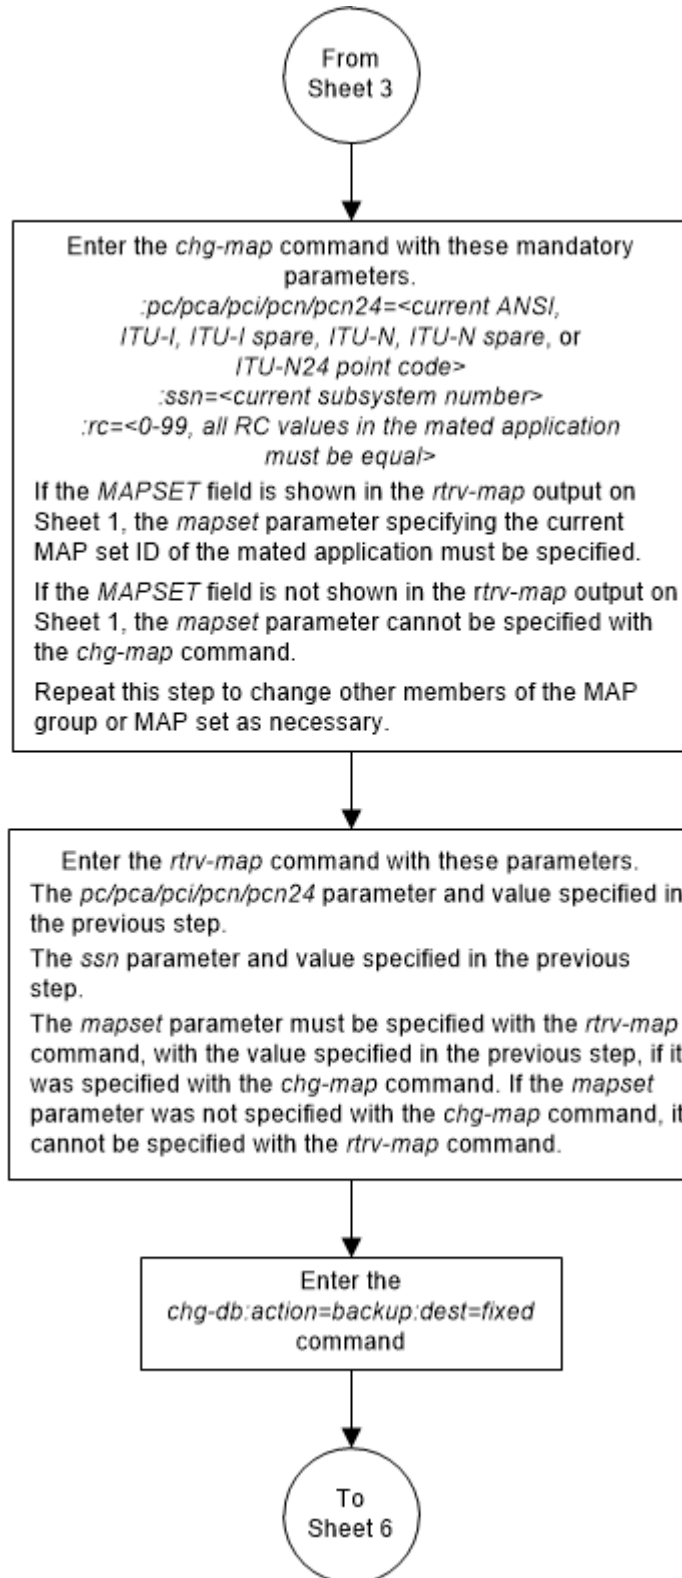 From
Sheet 3
Enter the chg-map command with these mandatory
parameters.
:pc/pca/pci/pcn/pcn24=<current ANSI,
ITU-I, ITU-I spare, ITU-N, ITU-N spare, or
ITU-N24 point code>
:ssn=<current subsystem number>
:rc=<0-99, all RC values in the mated application
must be equal>
If the MAPSET field is shown in the rtrv-map output on
Sheet 1, the mapset parameter specifying the current
MAP set ID of the mated application must be specified.
If the MAPSET field is not shown in the rtrv-map output on
Sheet 1, the mapset parameter cannot be specified with
the chg-map command.
Repeat this step to change other members of the MAP
group or MAP set as necessary.
Enter the rtrv-map command with these parameters.
The pc/pca/pci/pcn/pcn24 parameter and value specified in
the previous step.
The ssn parameter and value specified in the previous
step.
The mapset parameter must be specified with the rtrv-map
command, with the value specified in the previous step, if it
was specified with the chg-map command. If the mapset
parameter was not specified with the chg-map command, it
cannot be specified with the rtrv-map command.
Enter the
chg-db:action=backup:dest=fixed
command
To
Sheet 6